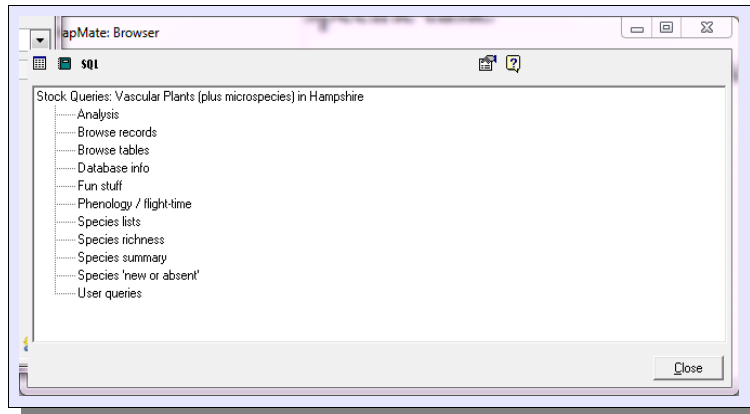 apMate: Browser
SQL
Stock Queries: Vascular Plants (plus microspecies) in Hampshire
Analysis
Browse records
Browse tables
Database info
Fun stuff
Phenology / flight-time
Species lists
Species richness
Species summary
Species 'new or absent'
User queries
Close